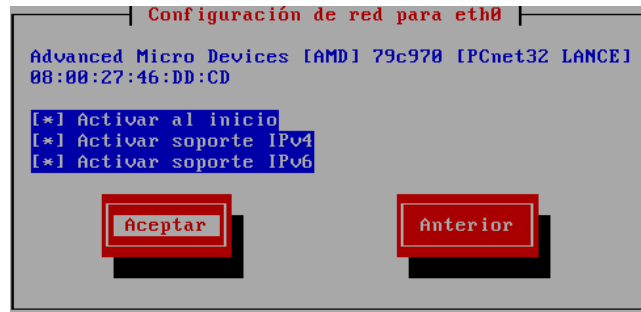 Configuración de red para eth0
Advanced Micro Devices [AMD] 79c970 [PCnet32 LANCE]
08:00:27:46:DD:CD
[*] Activar al inicio
[*] Activar soporte IPv4
[*] Activar soporte IPv6
Aceptar Anterior